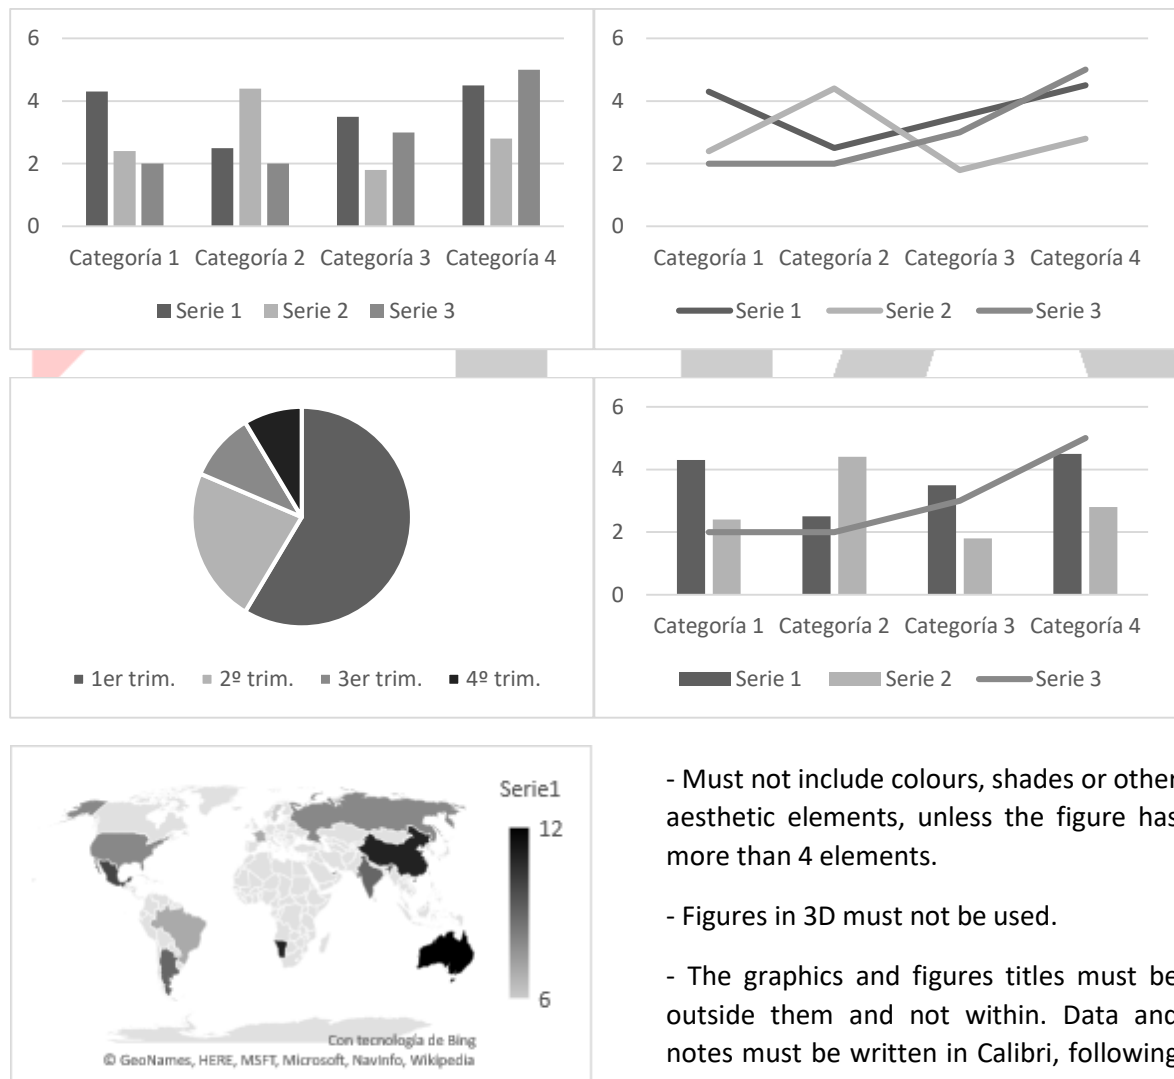 6
4
2
0
Categoría 1 Categoría 2 Categoría 3 Categoría 4
Serie 1 Serie 2 Serie 3
6
4
2
0
Categoría 1 Categoría 2 Categoría 3 Categoría 4
Serie 1 Serie 2 Serie 3
1er trim. 2º trim. 3er trim. 4º trim.
6
4
2
0
Categoría 1 Categoría 2 Categoría 3 Categoría 4
Serie 1 Serie 2 Serie 3
Serie1
12
6
Con tecnología de Bing
© GeoNames, HERE, MSFT, Microsoft, Navinfo, Wikipedia
- Must not include colours, shades or other
aesthetic elements, unless the figure has
more than 4 elements.
- Figures in 3D must not be used.
- The graphics and figures titles must be
outside them and not within. Data and
notes must be written in Calibri, following